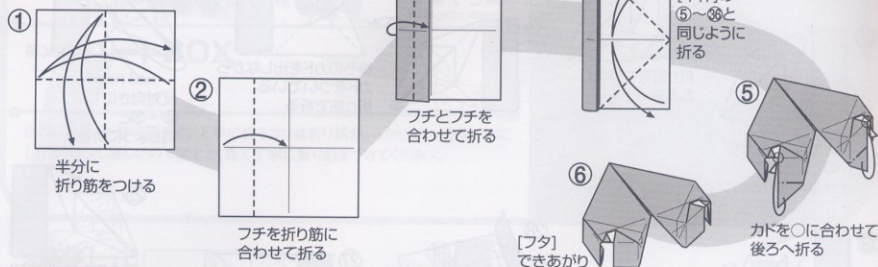 ①
半分に
折り筋をつける
②
フチを折り筋に
合わせて折る
フチとフチを
合わせて折る
⑤〜㊱と
同じように
折る
⑤
カドを○に合わせて
後ろへ折る
⑥
[フタ]
できあがり